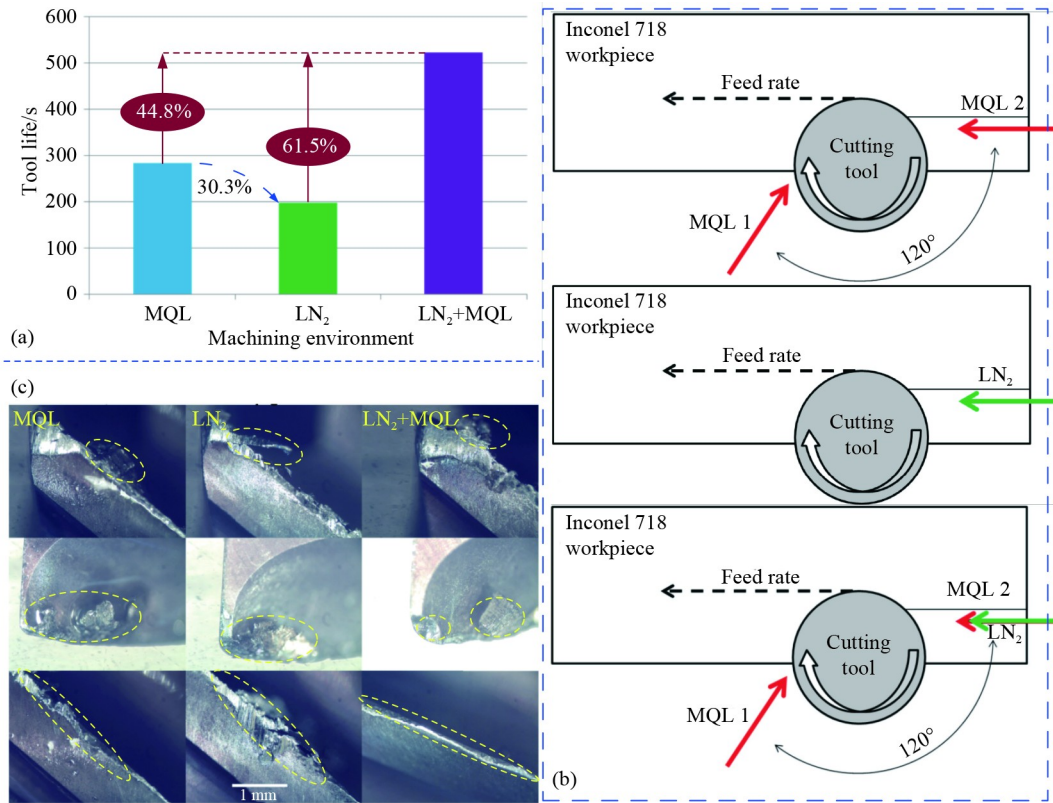 600
500
400
300
200
100
0
Tool life/s
44.8%
61.5%
30.3%
MQL
LN₂
LN₂+MQL
Machining environment
(a)
(c)
MQL
LN₂
LN₂+MQL
1 mm
Inconel 718
workpiece
Feed rate
MQL 2
Cutting
tool
MQL 1
120°
Inconel 718
workpiece
Feed rate
LN₂
Cutting
tool
Inconel 718
workpiece
Feed rate
MQL 2
LN₂
Cutting
tool
MQL 1
120°
(b)